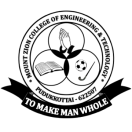 MOUNT ZION COLLEGE OF ENGINEERING & TECHNOLOGY
PUDUKKOTTAI - 622507
TO MAKE MAN WHOLE